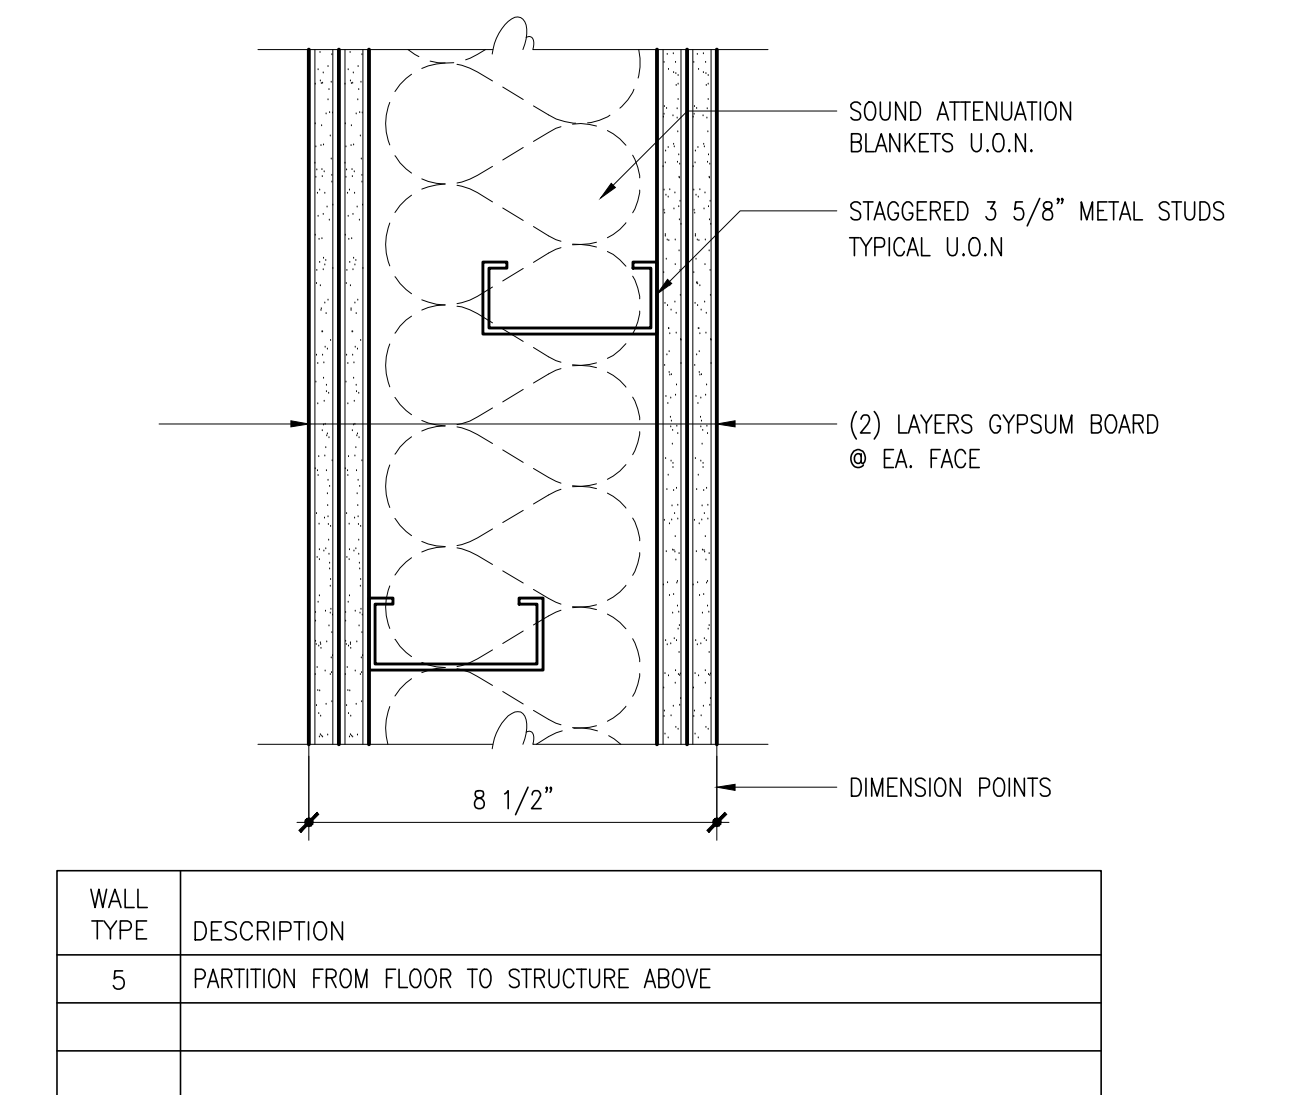 SOUND ATTENUATION
BLANKETS U.O.N.
STAGGERED 3 5/8" METAL STUDS
TYPICAL U.O.N
(2) LAYERS GYPSUM BOARD
@ EA. FACE
DIMENSION POINTS
8 1/2"
WALL
TYPE
DESCRIPTION
5 PARTITION FROM FLOOR TO STRUCTURE ABOVE